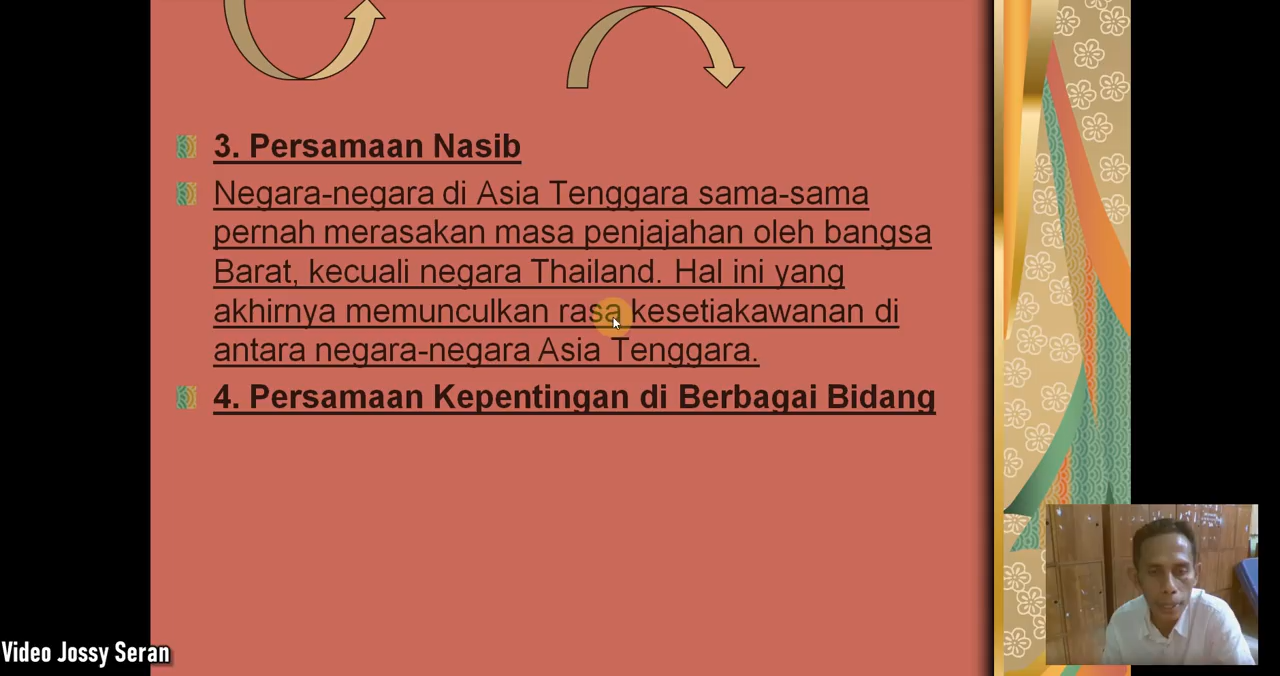 3. Persamaan Nasib
Negara-negara di Asia Tenggara sama-sama
pernah merasakan masa penjajahan oleh bangsa
Barat, kecuali negara Thailand. Hal ini yang
akhirnya memunculkan rasa kesetiakawanan di
antara negara-negara Asia Tenggara.
4. Persamaan Kepentingan di Berbagai Bidang
Video Jossy Seran